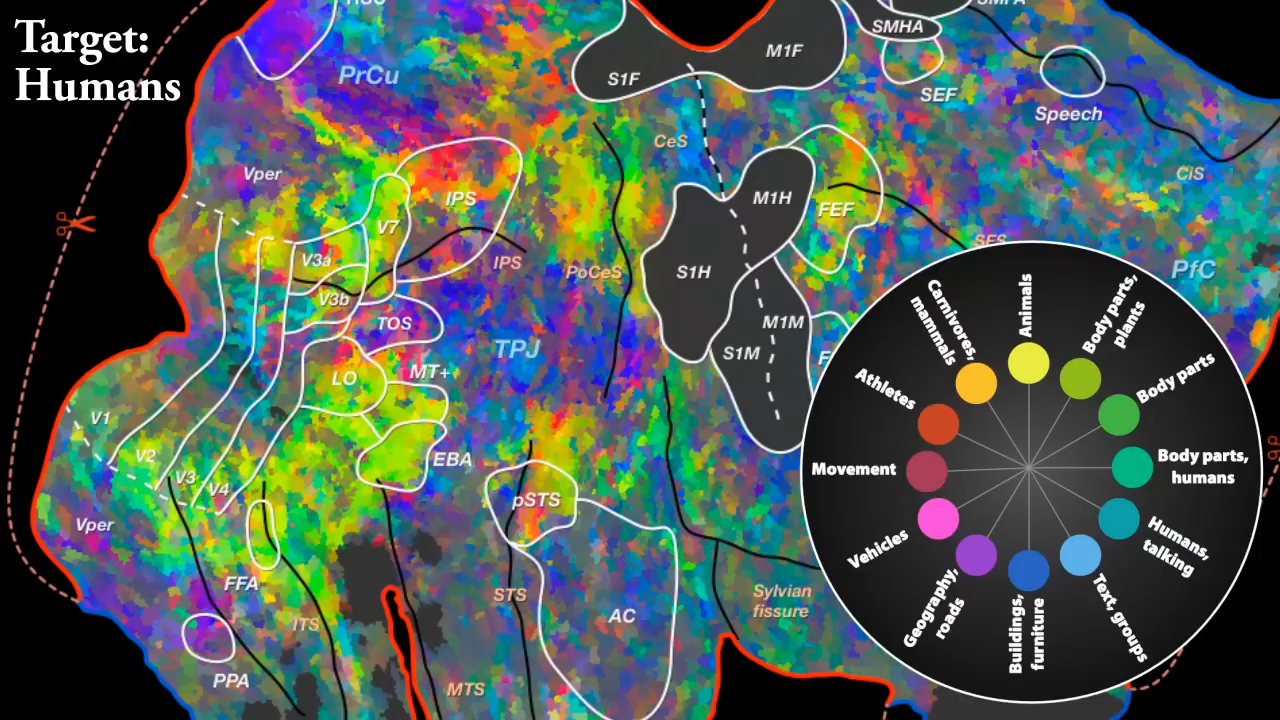 Target:
Humans
PrCu
S1F
M1F
SMHA
SEF
Speech
CeS
CiS
Vper
IPS
M1H
FEF
V7
V3a
IPS
PoCeS
S1H
SFS
PfC
V3b
TOS
TPJ
M1M
S1M
MT+
LO
V1
V2
V3
V4
EBA
pSTS
Vper
FFA
STS
AC
Sylvian
fissure
ITS
PPA
MTS
Carnivores,
mammals
Animals
Body parts,
plants
Body parts
Body parts,
humans
Humans,
talking
Text, groups
Buildings,
furniture
Geography,
roads
Vehicles
Movement
Athletes